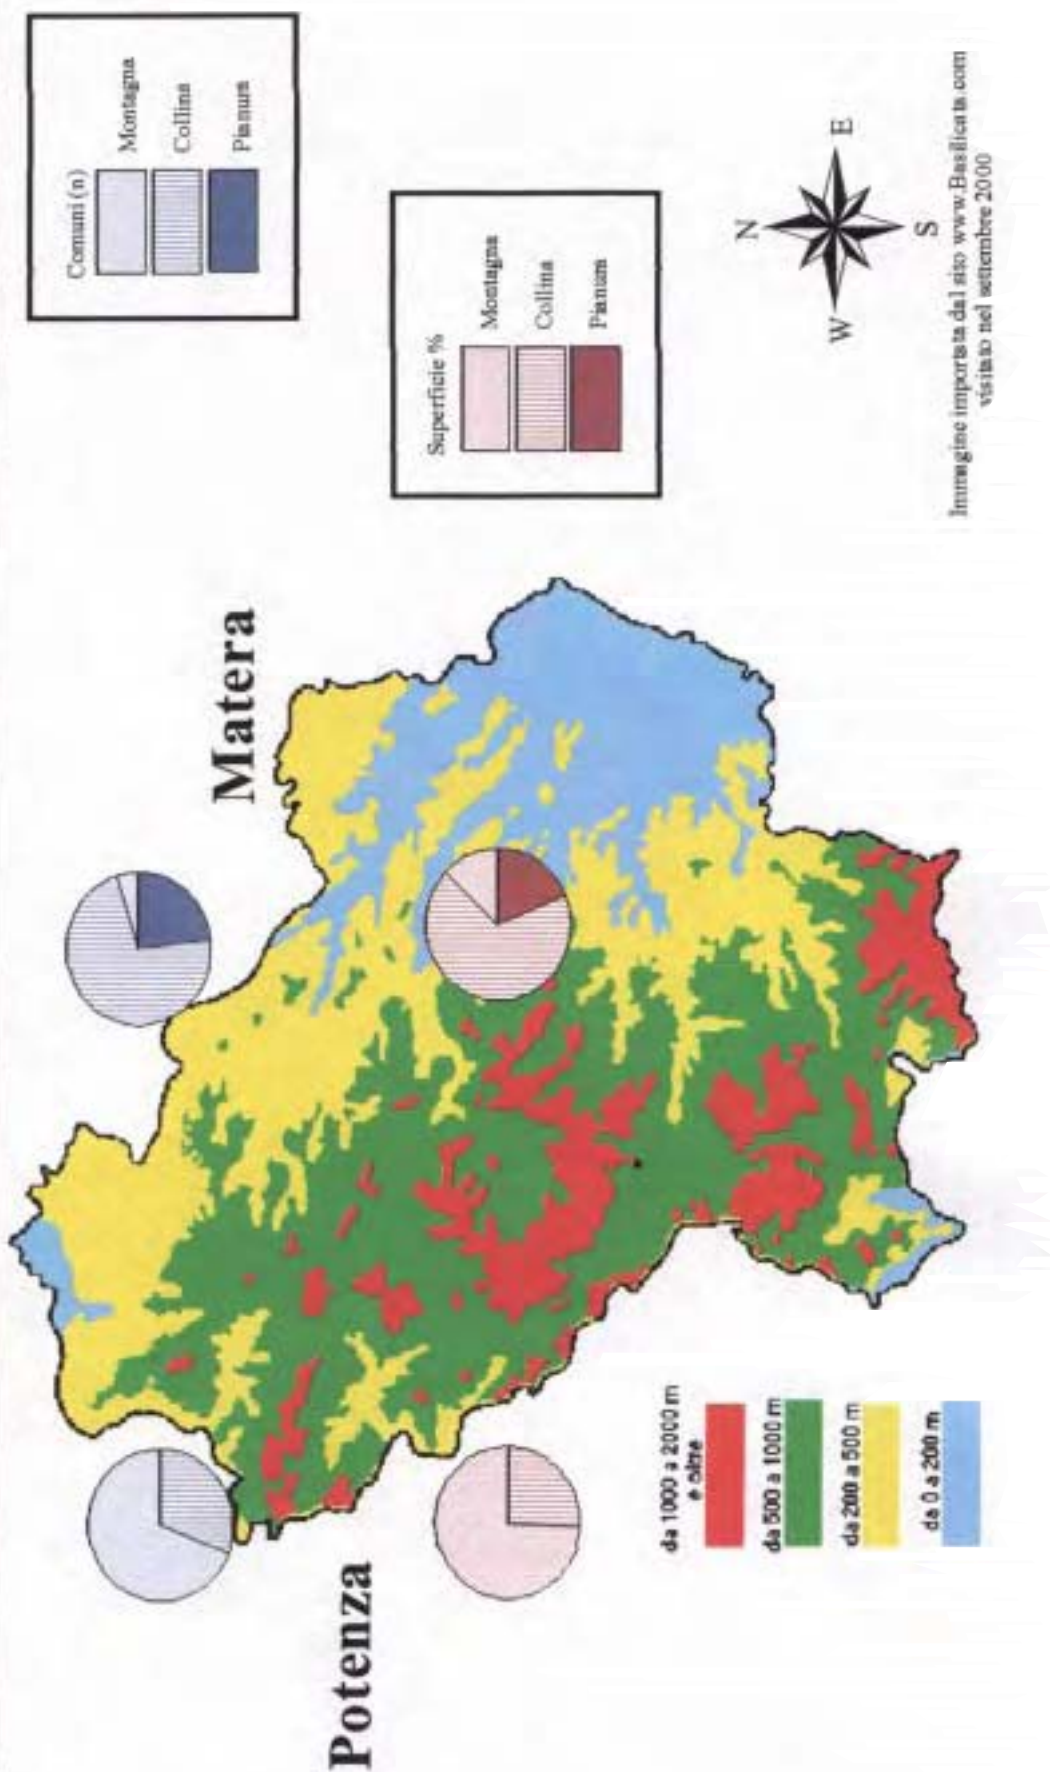 Potenza
Matera
Comuni (n)
Montagna
Collina
Pianura
Superficie %
Montagna
Collina
Pianura
da 1000 a 2000 m
e oltre
da 500 a 1000 m
da 200 a 500 m
da 0 a 200 m
N
W
E
S
Immagine importata dal sito www.Basilicata.com
visitato nel settembre 2000